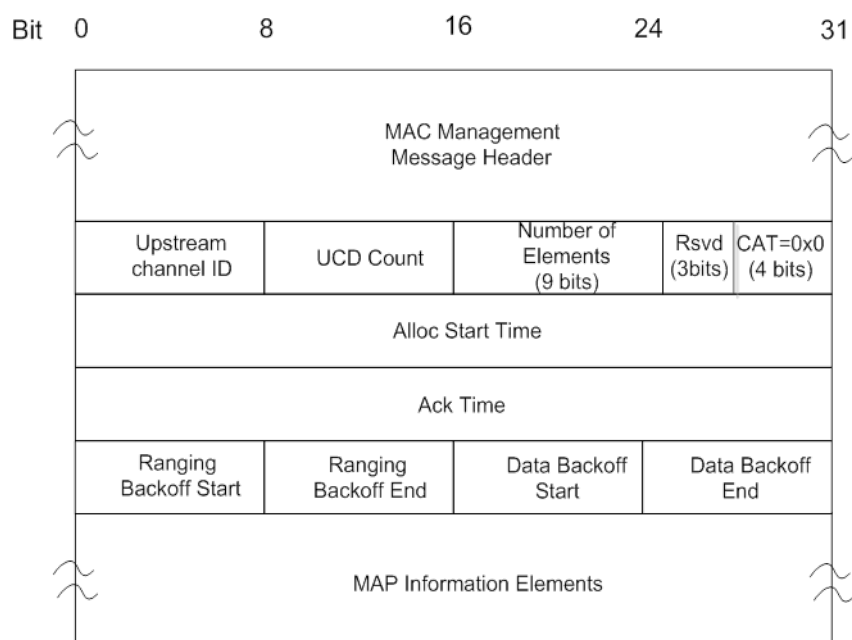 Bit 0 8 16 24 31
MAC Management
Message Header
Upstream
channel ID
UCD Count
Number of
Elements
(9 bits)
Rsvd
(3bits)
CAT=0x0
(4 bits)
Alloc Start Time
Ack Time
Ranging
Backoff Start
Ranging
Backoff End
Data Backoff
Start
Data Backoff
End
MAP Information Elements